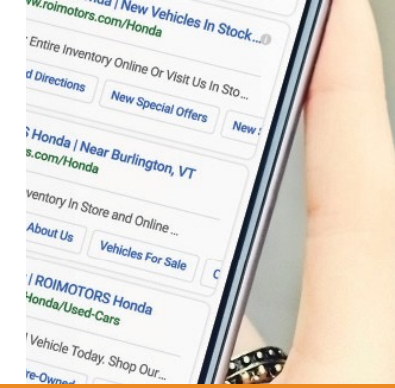 da | New Vehicles In Stock...
w.roimotors.com/Honda
Entire Inventory Online Or Visit Us In Sto...
d Directions
New Special Offers
New S
Honda | Near Burlington, VT
s.com/Honda
ventory In Store and Online ...
About Us
Vehicles For Sale
C
| ROIMOTORS Honda
Honda/Used-Cars
Vehicle Today. Shop Our...
re-Owned